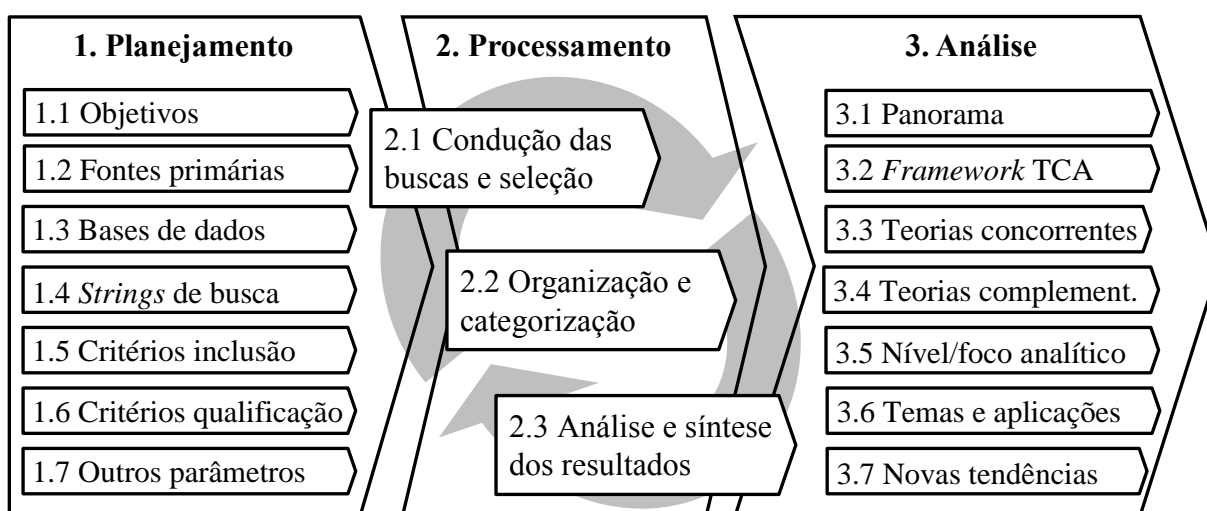 1. Planejamento
1.1 Objetivos
1.2 Fontes primárias
1.3 Bases de dados
1.4 Strings de busca
1.5 Critérios inclusão
1.6 Critérios qualificação
1.7 Outros parâmetros
2. Processamento
2.1 Condução das
buscas e seleção
2.2 Organização e
categorização
2.3 Análise e síntese
dos resultados
3. Análise
3.1 Panorama
3.2 Framework TCA
3.3 Teorias concorrentes
3.4 Teorias complement.
3.5 Nível/foco analítico
3.6 Temas e aplicações
3.7 Novas tendências